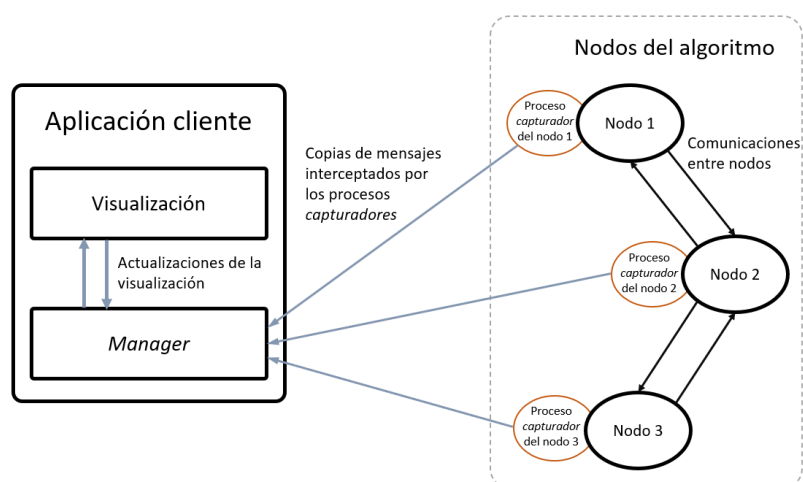 Nodos del algoritmo
Aplicación cliente
Visualización
Actualizaciones de la
visualización
Manager
Copias de mensajes
interceptados por
los procesos
capturadores
Proceso
capturador
del nodo 1
Nodo 1
Comunicaciones
entre nodos
Proceso
capturador
del nodo 2
Nodo 2
Proceso
capturador
del nodo 3
Nodo 3